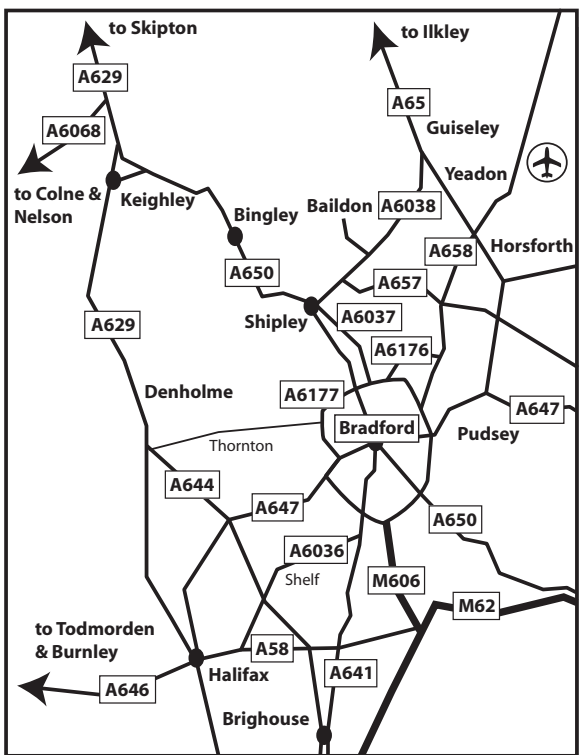 to Skipton
to Ilkley
A629
A65
A6068
Guiseley
Yeadon
to Colne &
Nelson
Keighley
Baildon
A6038
Bingley
A658
Horsforth
A650
A657
Shipley
A6037
A629
A6176
Denholme
A6177
A647
Bradford
Pudsey
Thornton
A644
A647
A650
A6036
Shelf
M606
M62
to Todmorden
& Burnley
A58
Halifax
A641
A646
Brighouse